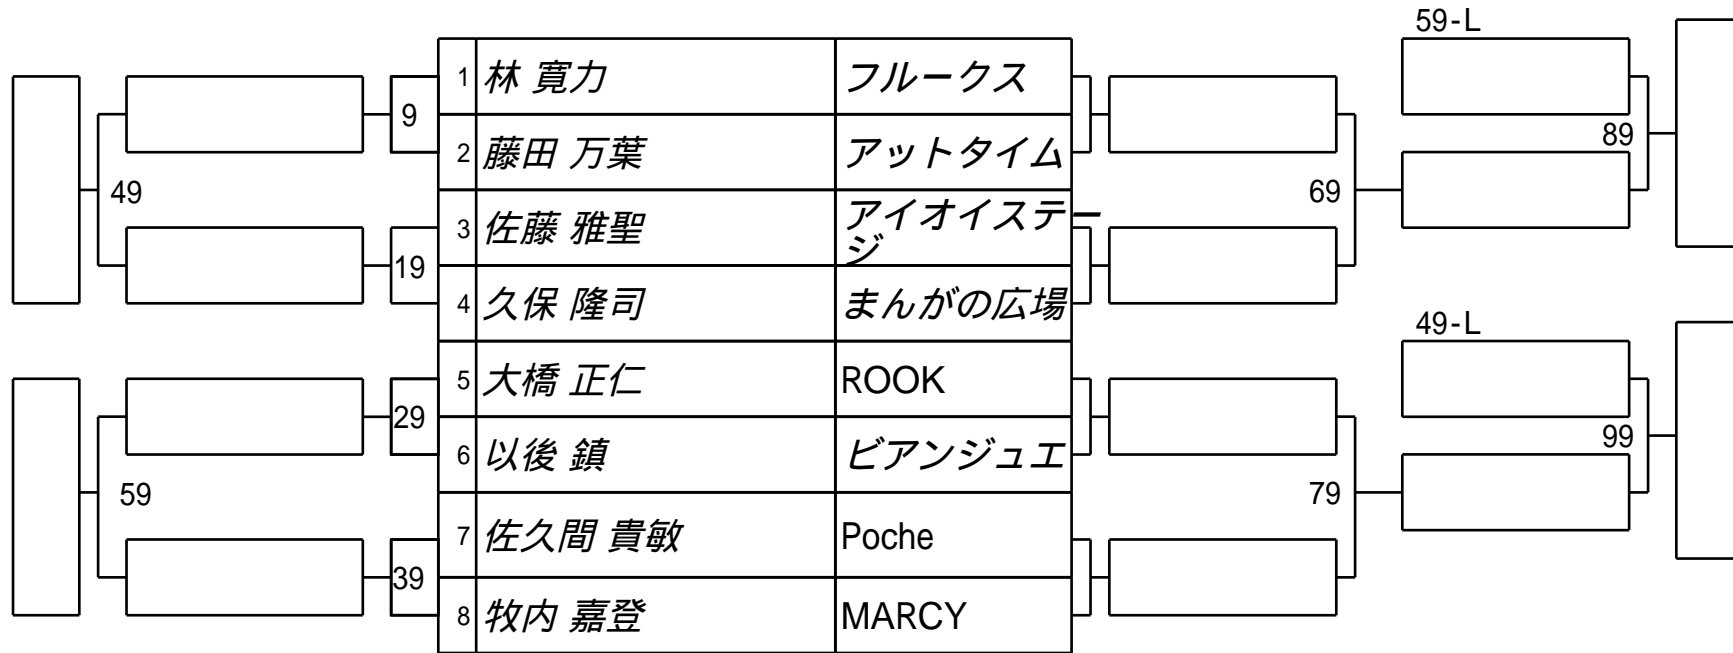 59-L
1 林 寛力 フルークス
9
2 藤田 万葉 アットタイム
89
49
69
3 佐藤 雅聖 アイオイステー
ジ
19
4 久保 隆司 まんがの広場
49-L
5 大橋 正仁 ROOK
29
99
6 以後 鎮 ビアンジュエ
59
79
7 佐久間 貴敏 Poche
39
8 牧内 嘉登 MARCY